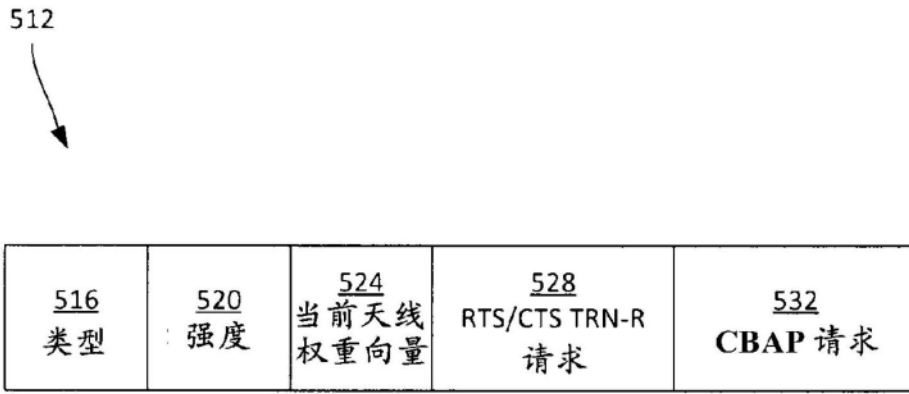 512
516
类型
520
强度
524
当前天线
权重向量
528
RTS/CTS TRN-R
请求
532
CBAP 请求